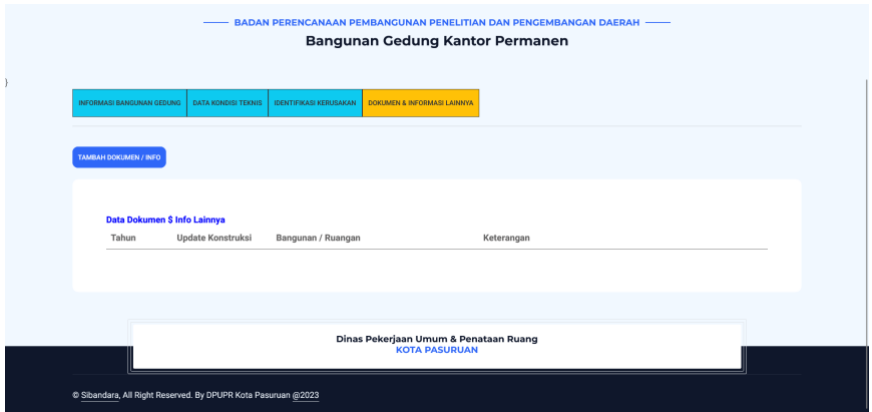 BADAN PERENCANAAN PEMBANGUNAN PENELITIAN DAN PENGEMBANGAN DAERAH
Bangunan Gedung Kantor Permanen
}
INFORMASI BANGUNAN GEDUNG DATA KONDISI TEKNIS IDENTIFIKASI KERUSAKAN DOKUMEN & INFORMASI LAINNYA
TAMBAH DOKUMEN / INFO
Data Dokumen $ Info Lainnya
Tahun Update Konstruksi Bangunan / Ruangan Keterangan
Dinas Pekerjaan Umum & Penataan Ruang
KOTA PASURUAN
© Sibandara, All Right Reserved. By DPUPR Kota Pasuruan @2023